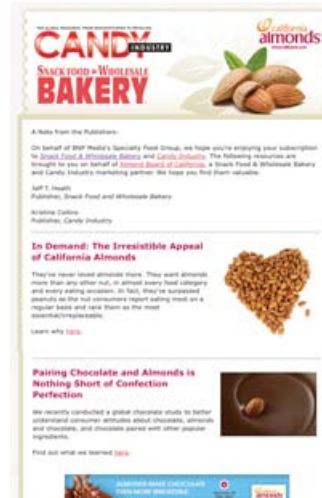 CANDY
INDUSTRY
california
almonds
SNACK FOOD & WHOLESALE
BAKERY
A Note from the Publishers:
On behalf of BNP Media's Specialty Food Group, we hope you're enjoying your subscription
to Snack Food & Wholesale Bakery and Candy Industry. The following resources are
brought to you on behalf of Almond Board of California, a Snack Food & Wholesale Bakery
and Candy Industry marketing partner. We hope you find them valuable.
Jeff T. Heath
Publisher, Snack Food and Wholesale Bakery
Kristine Collins
Publisher, Candy Industry
In Demand: The Irresistible Appeal
of California Almonds
They've never loved almonds more. They want almonds
more than any other nut, in almost every food category
and every eating occasion. In fact, they've surpassed
peanuts as the nut consumers report eating most on a
regular basis and rank them as the most
essential/irreplaceable.
Learn why here.
Pairing Chocolate and Almonds is
Nothing Short of Confection
Perfection
We recently conducted a global chocolate study to better
understand consumer attitudes about chocolate, almonds
and chocolate, and chocolate paired with other popular
ingredients.
Find out what we learned here.
ALMONDS MAKE CHOCOLATE
EVEN MORE IRRESISTIBLE
california
almonds